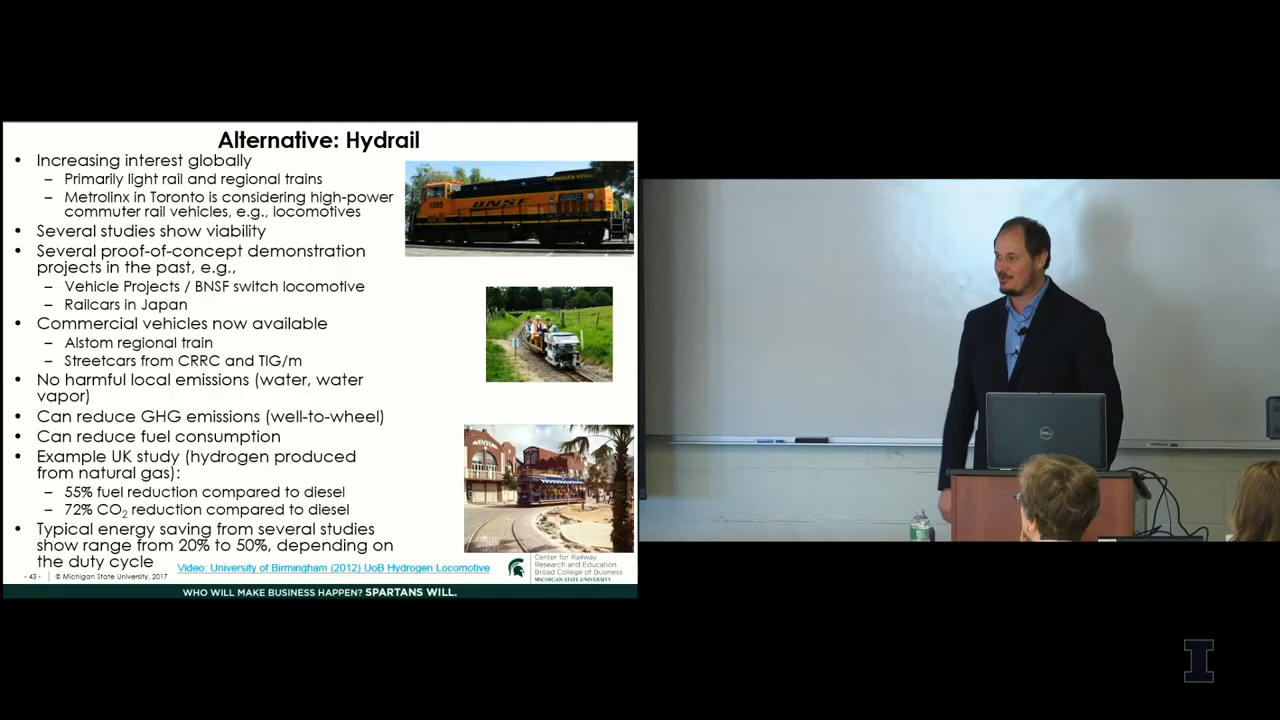 Alternative: Hydrail
• Increasing interest globally
– Primarily light rail and regional trains
– Metrolinx in Toronto is considering high-power
commuter rail vehicles, e.g., locomotives
• Several studies show viability
• Several proof-of-concept demonstration
projects in the past, e.g.,
– Vehicle Projects / BNSF switch locomotive
– Railcars in Japan
• Commercial vehicles now available
– Alstom regional train
– Streetcars from CRRC and TIG/m
• No harmful local emissions (water, water
vapor)
• Can reduce GHG emissions (well-to-wheel)
• Can reduce fuel consumption
• Example UK study (hydrogen produced
from natural gas):
– 55% fuel reduction compared to diesel
– 72% CO2 reduction compared to diesel
• Typical energy saving from several studies
show range from 20% to 50%, depending on
the duty cycle
Video: University of Birmingham (2012) UoB Hydrogen Locomotive
- 43 - © Michigan State University, 2017
Center for Railway
Research and Education
Broad College of Business
MICHIGAN STATE UNIVERSITY
WHO WILL MAKE BUSINESS HAPPEN? SPARTANS WILL.
BNSF
DELL
I